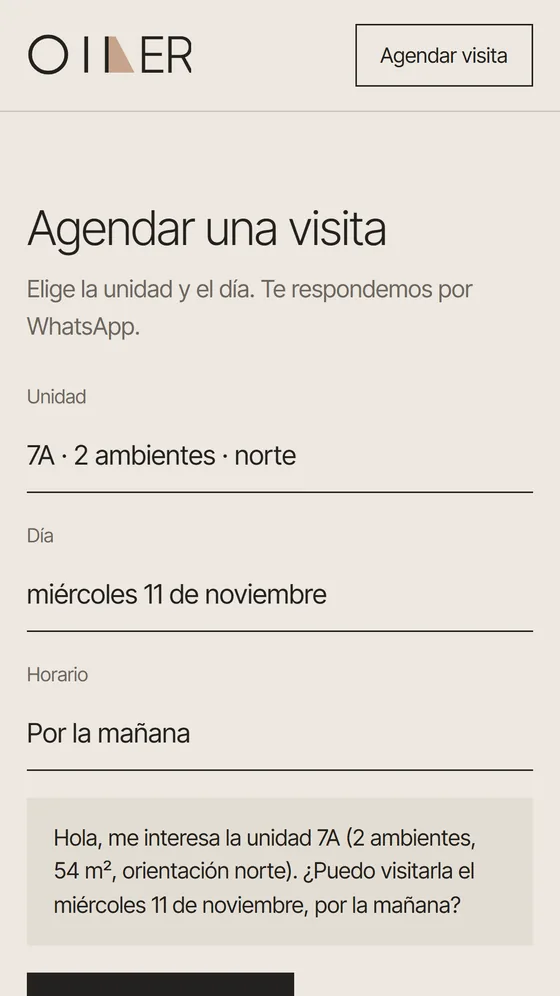 Agendar visita
Agendar una visita
Elige la unidad y el día. Te respondemos por
WhatsApp.
Unidad
7A · 2 ambientes · norte
Día
miércoles 11 de noviembre
Horario
Por la mañana
Hola, me interesa la unidad 7A (2 ambientes,
54 m², orientación norte). ¿Puedo visitarla el
miércoles 11 de noviembre, por la mañana?